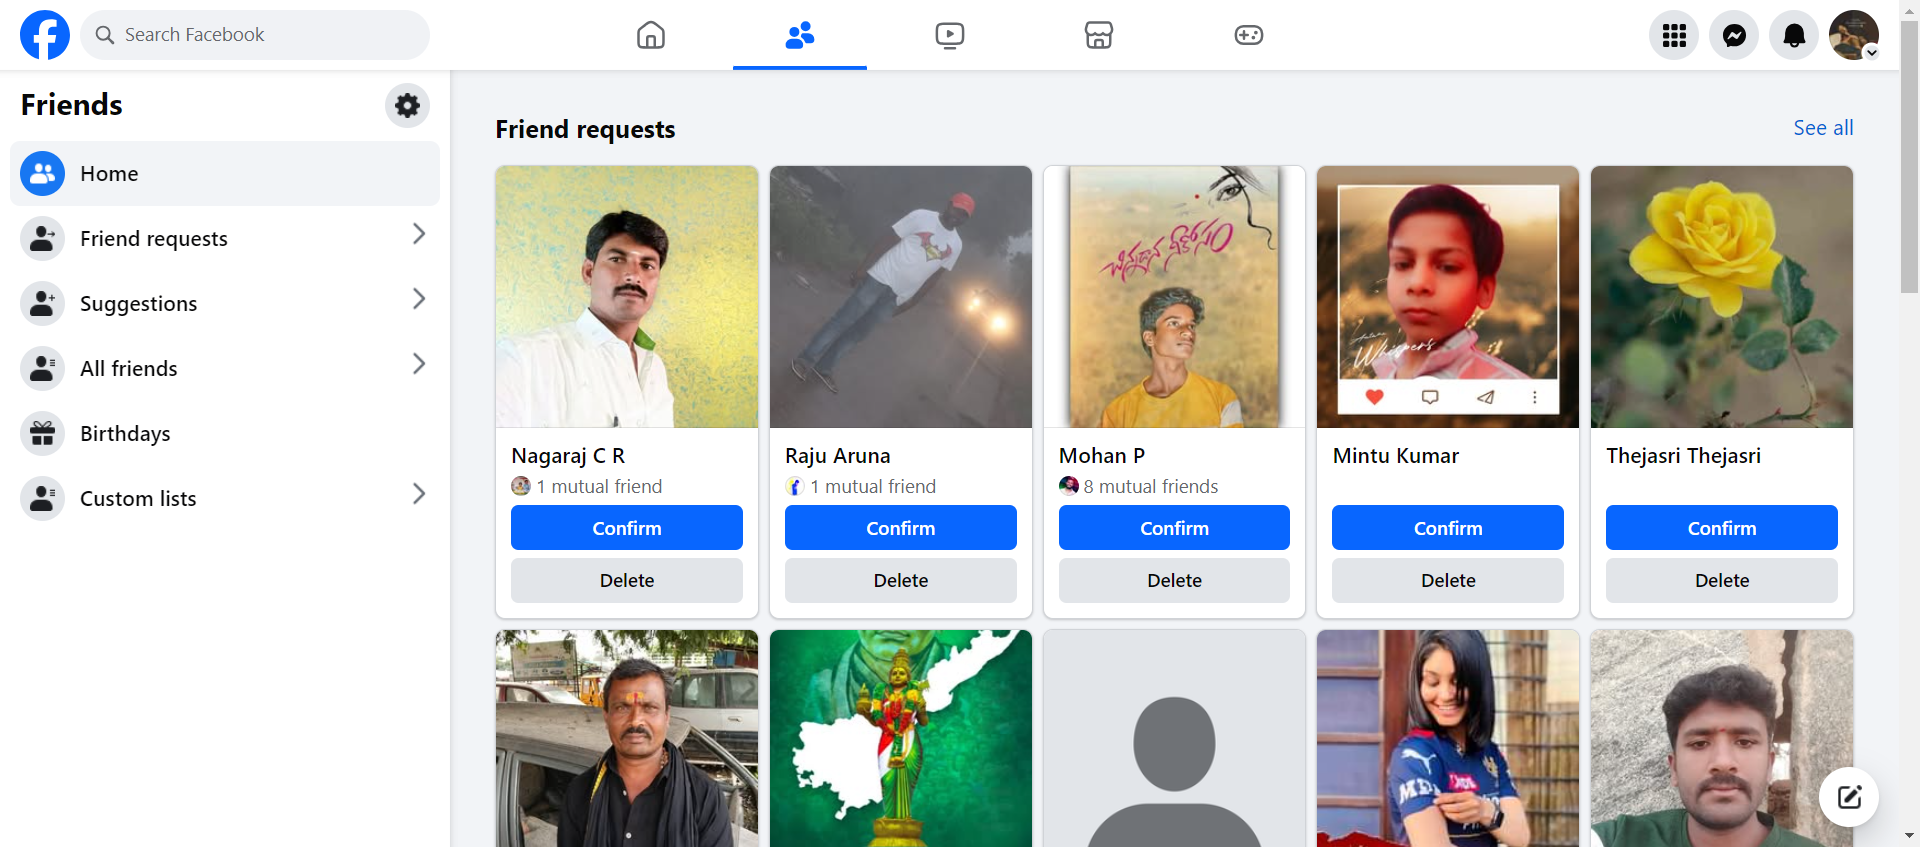 Search Facebook
Friends
Home
Friend requests
Suggestions
All friends
Birthdays
Custom lists
Friend requests
See all
చిన్నదాన నీకోసం
Whispers
Nagaraj C R
1 mutual friend
Confirm
Delete
Raju Aruna
1 mutual friend
Confirm
Delete
Mohan P
8 mutual friends
Confirm
Delete
Mintu Kumar
Confirm
Delete
Thejasri Thejasri
Confirm
Delete